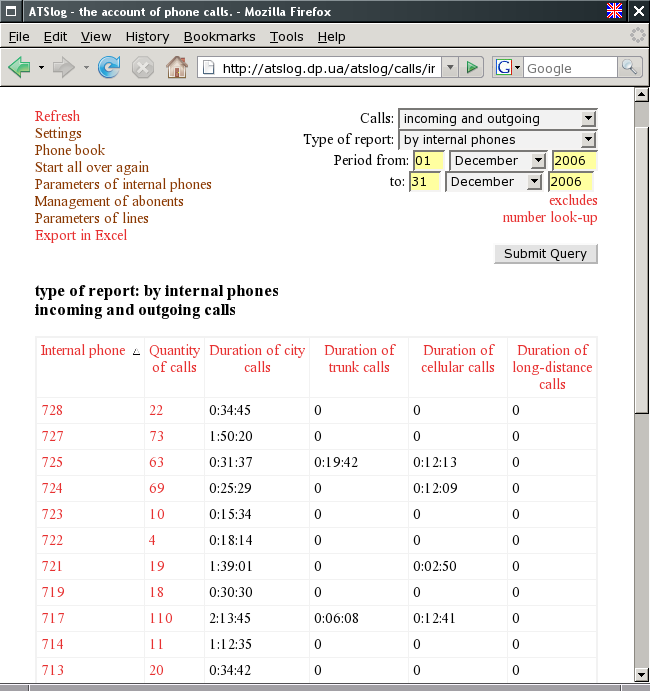 ATSlog - the account of phone calls. - Mozilla Firefox
File Edit View History Bookmarks Tools Help
http://atslog.dp.ua/atslog/calls/ir G Google
Refresh
Settings
Phone book
Start all over again
Parameters of internal phones
Management of abonents
Parameters of lines
Export in Excel
Calls: incoming and outgoing
Type of report: by internal phones
Period from: 01 December 2006
to: 31 December 2006
excludes
number look-up
Submit Query
type of report: by internal phones
incoming and outgoing calls
Internal phone Quantity of calls Duration of city calls Duration of trunk calls Duration of cellular calls Duration of long-distance calls
728 22 0:34:45 0 0 0
727 73 1:50:20 0 0 0
725 63 0:31:37 0:19:42 0:12:13 0
724 69 0:25:29 0 0:12:09 0
723 10 0:15:34 0 0 0
722 4 0:18:14 0 0 0
721 19 1:39:01 0 0:02:50 0
719 18 0:30:30 0 0 0
717 110 2:13:45 0:06:08 0:12:41 0
714 11 1:12:35 0 0 0
713 20 0:34:42 0 0 0